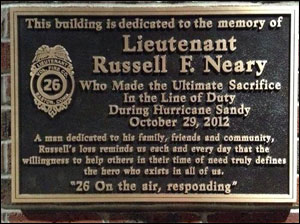 This building is dedicated to the memory of
Lieutenant
Russell F. Neary
LIEUTENANT
26
Who Made the Ultimate Sacrifice
In the Line of Duty
During Hurricane Sandy
October 29, 2012
A man dedicated to his family, friends and community,
Russell's loss reminds us each and every day that the
willingness to help others in their time of need truly defines
the hero who exists in all of us.
"26 On the air, responding"